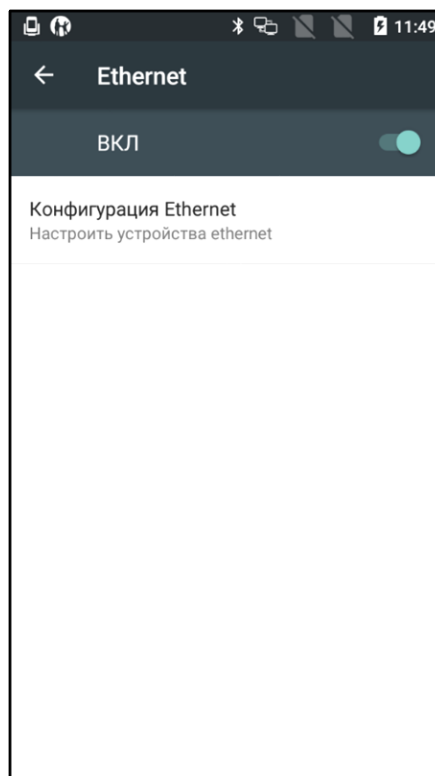 11:49
Ethernet
ВКЛ
Конфигурация Ethernet
Настроить устройства ethernet